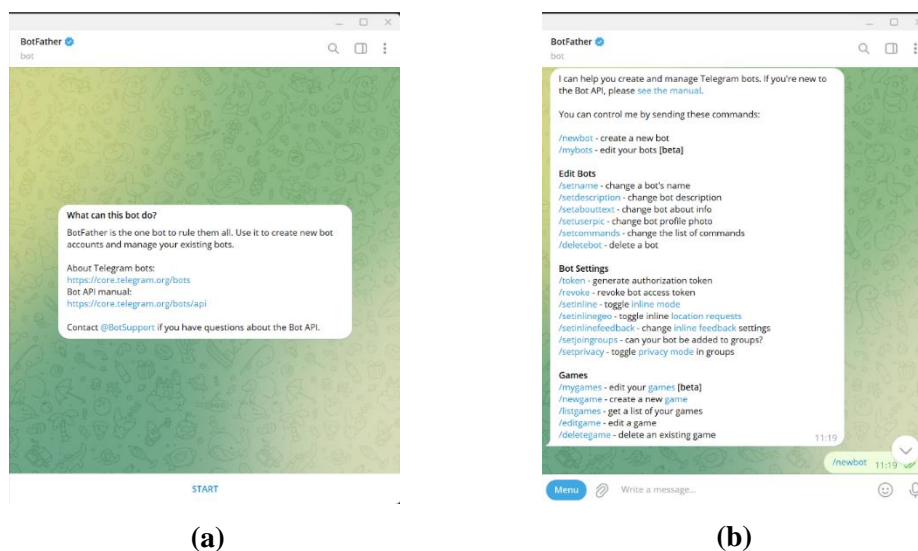 BotFather
bot
What can this bot do?
BotFather is the one bot to rule them all. Use it to create new bot
accounts and manage your existing bots.
About Telegram bots:
https://core.telegram.org/bots
Bot API manual:
https://core.telegram.org/bots/api
Contact @BotSupport if you have questions about the Bot API.
START
(a)
BotFather
bot
I can help you create and manage Telegram bots. If you're new to
the Bot API, please see the manual.
You can control me by sending these commands:
/newbot - create a new bot
/mybots - edit your bots [beta]
Edit Bots
/setname - change a bot's name
/setdescription - change bot description
/setabouttext - change bot about info
/setuserpic - change bot profile photo
/setcommands - change the list of commands
/deletebot - delete a bot
Bot Settings
/token - generate authorization token
/revoke - revoke bot access token
/setinline - toggle inline mode
/setinlinegeo - toggle inline location requests
/setinlinefeedback - change inline feedback settings
/setjoingroups - can your bot be added to groups?
/setprivacy - toggle privacy mode in groups
Games
/mygames - edit your games [beta]
/newgame - create a new game
/listgames - get a list of your games
/editgame - edit a game
/deletegame - delete an existing game
11:19
/newbot 11:19
Menu Write a message...
(b)